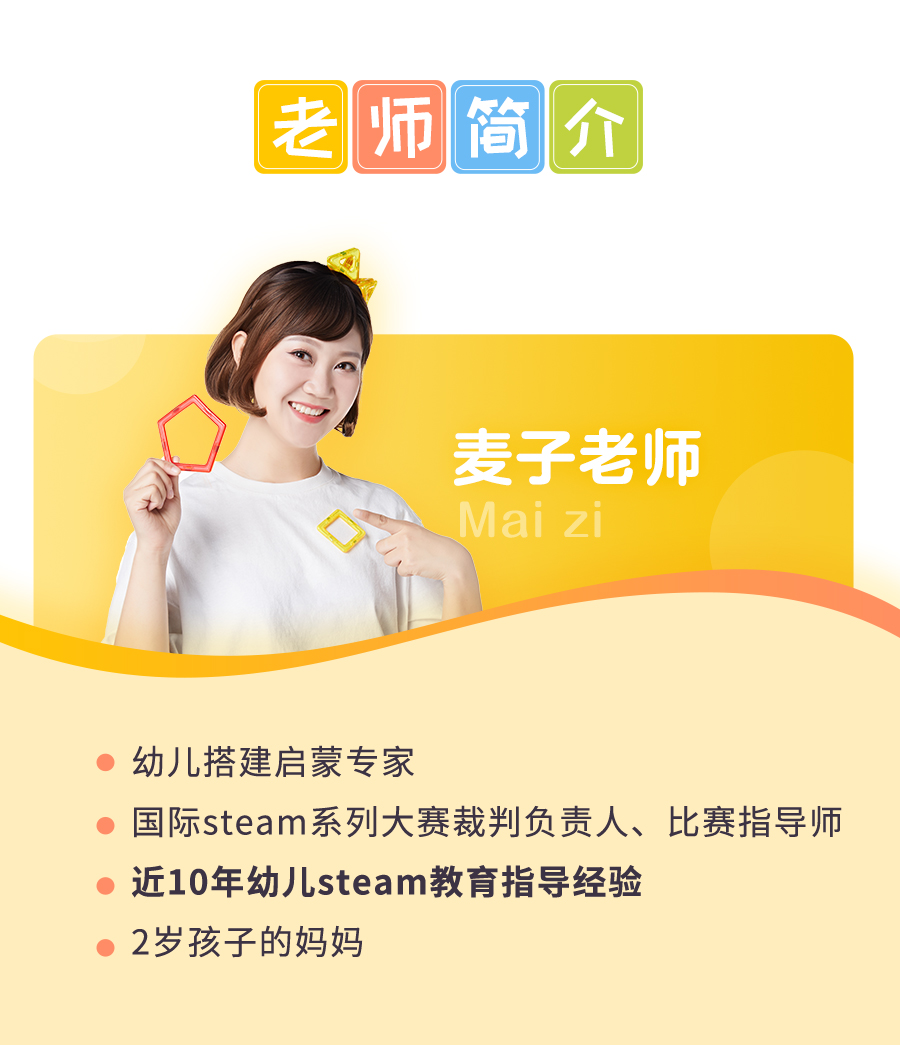 老师简介
麦子老师
Mai zi
幼儿搭建启蒙专家
国际steam系列大赛裁判负责人、比赛指导师
近10年幼儿steam教育指导经验
2岁孩子的妈妈